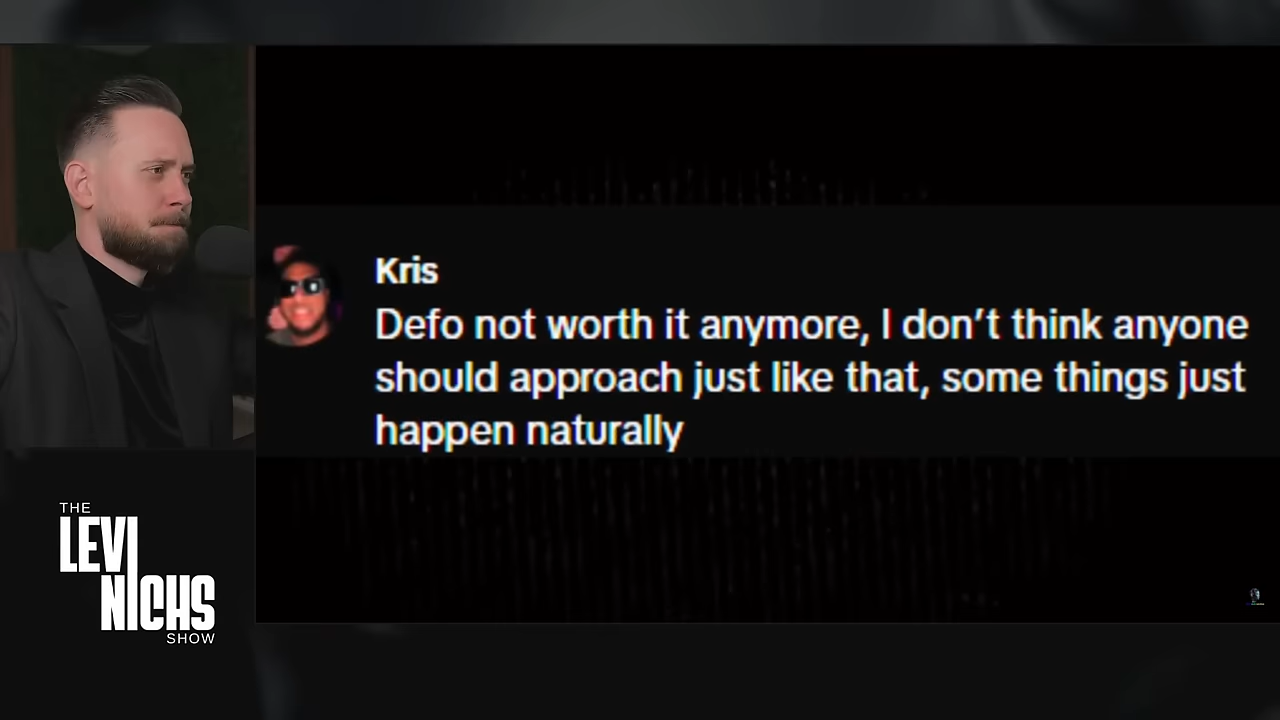 Kris
Defo not worth it anymore, I don’t think anyone
should approach just like that, some things just
happen naturally
THE
LEVI
NICHS
SHOW